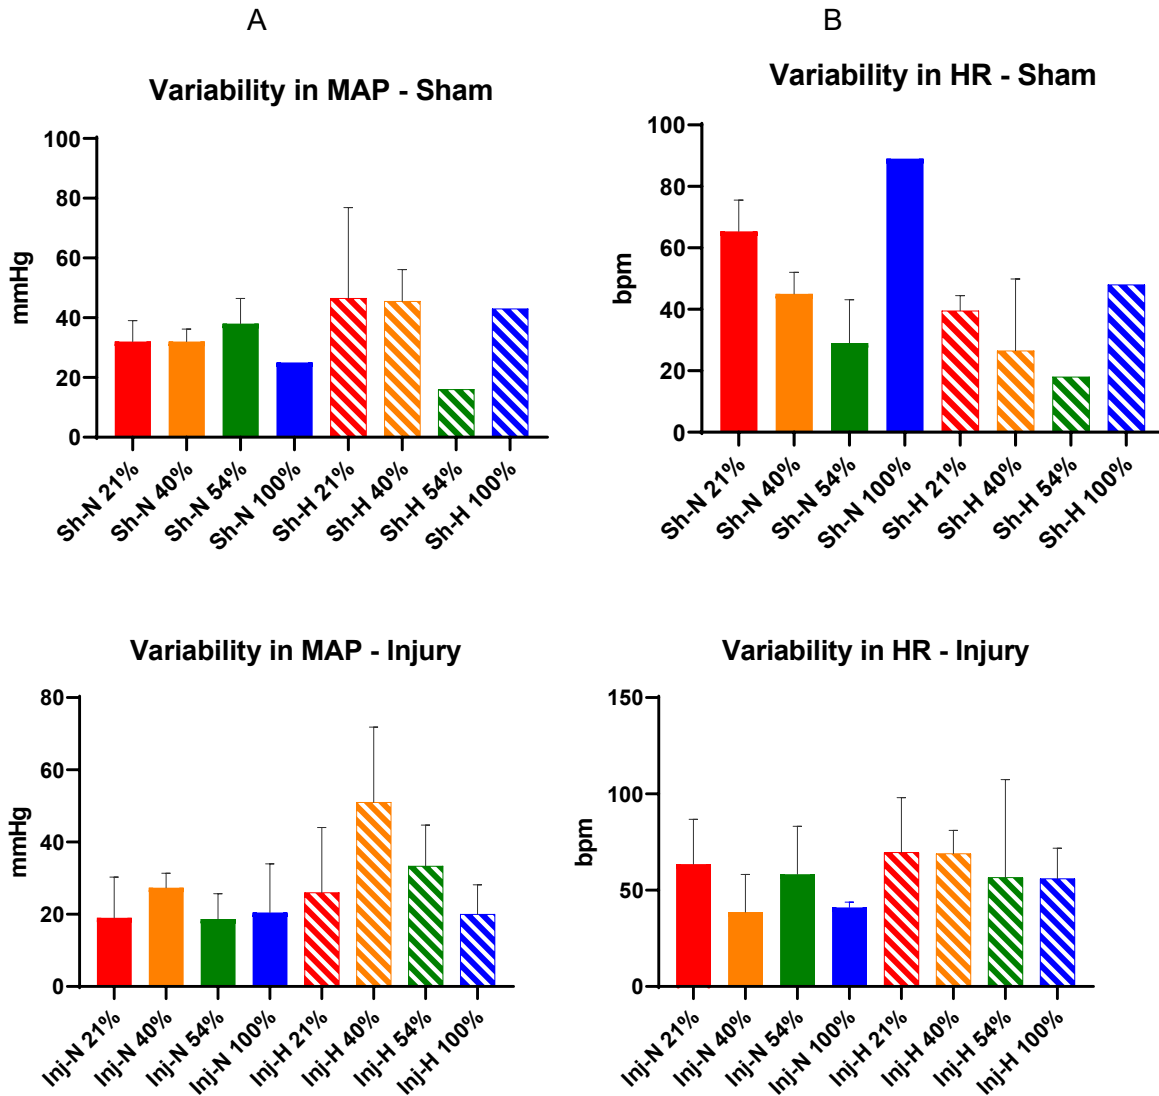 A
B
Variability in MAP - Sham
mmHg
100
80
60
40
20
0
Sh-N 21%
Sh-N 40%
Sh-N 54%
Sh-N 100%
Sh-H 21%
Sh-H 40%
Sh-H 54%
Sh-H 100%
Variability in HR - Sham
bpm
100
80
60
40
20
0
Sh-N 21%
Sh-N 40%
Sh-N 54%
Sh-N 100%
Sh-H 21%
Sh-H 40%
Sh-H 54%
Sh-H 100%
Variability in MAP - Injury
mmHg
80
60
40
20
0
Inj-N 21%
Inj-N 40%
Inj-N 54%
Inj-N 100%
Inj-H 21%
Inj-H 40%
Inj-H 54%
Inj-H 100%
Variability in HR - Injury
bpm
150
100
50
0
Inj-N 21%
Inj-N 40%
Inj-N 54%
Inj-N 100%
Inj-H 21%
Inj-H 40%
Inj-H 54%
Inj-H 100%